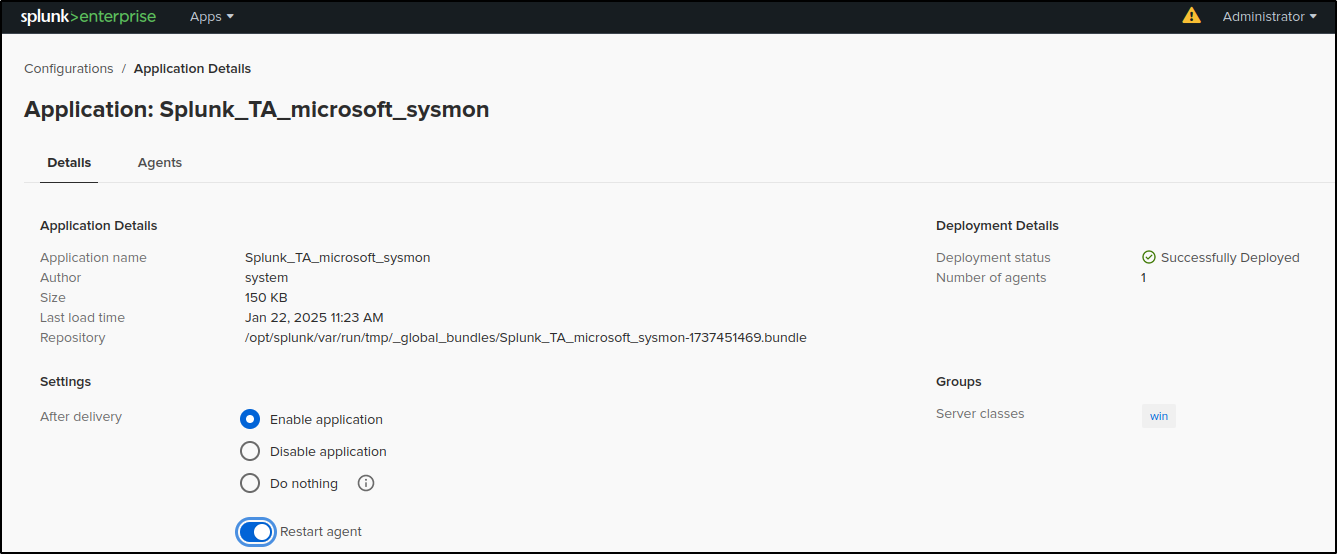 splunk>enterprise Apps Administrator
Configurations / Application Details
Application: Splunk_TA_microsoft_sysmon
Details Agents
Application Details Deployment Details
Application name Splunk_TA_microsoft_sysmon Deployment status Successfully Deployed
Author system Number of agents 1
Size 150 KB
Last load time Jan 22, 2025 11:23 AM
Repository /opt/splunk/var/run/tmp/_global_bundles/Splunk_TA_microsoft_sysmon-1737451469.bundle
Settings Groups
After delivery Enable application Server classes win
Disable application
Do nothing
Restart agent